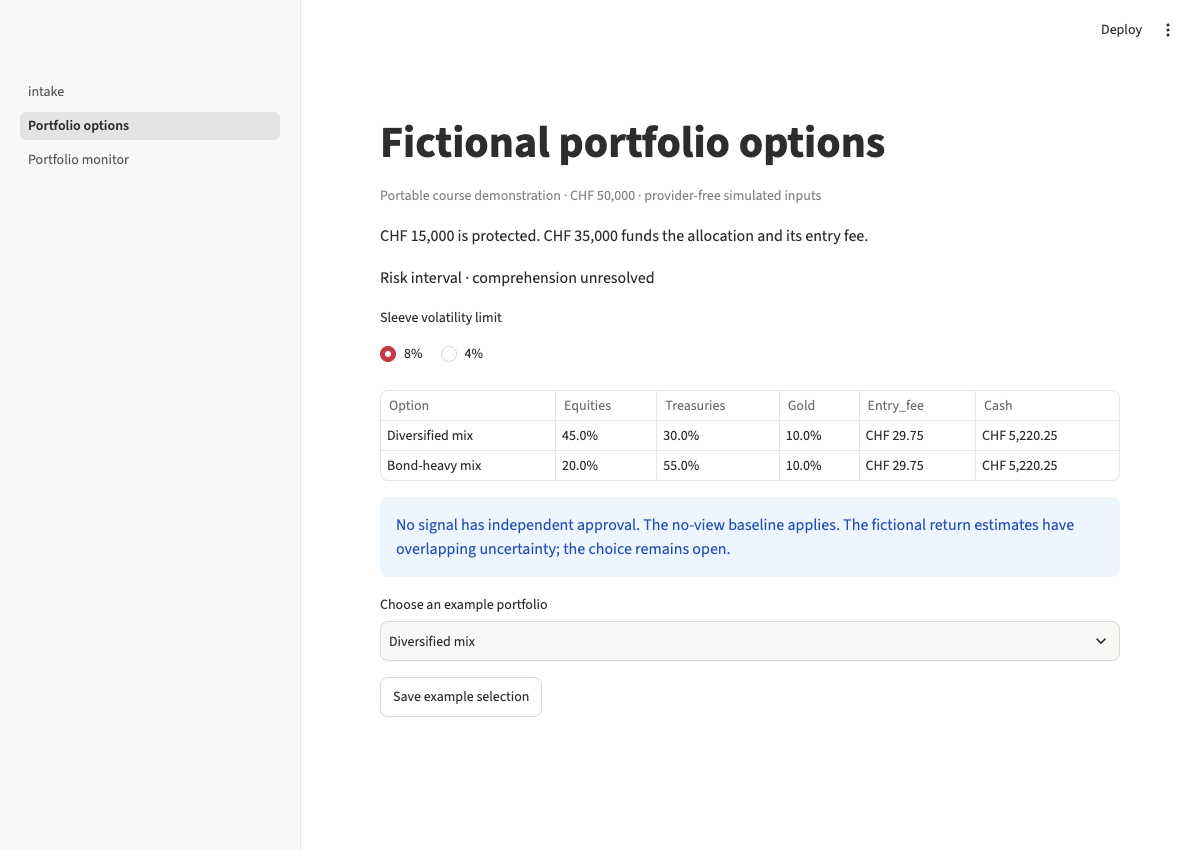 Deploy
intake
Portfolio options
Portfolio monitor
Fictional portfolio options
Portable course demonstration · CHF 50,000 · provider-free simulated inputs
CHF 15,000 is protected. CHF 35,000 funds the allocation and its entry fee.
Risk interval · comprehension unresolved
Sleeve volatility limit
8% 4%
Option Equities Treasuries Gold Entry_fee Cash
Diversified mix 45.0% 30.0% 10.0% CHF 29.75 CHF 5,220.25
Bond-heavy mix 20.0% 55.0% 10.0% CHF 29.75 CHF 5,220.25
No signal has independent approval. The no-view baseline applies. The fictional return estimates have
overlapping uncertainty; the choice remains open.
Choose an example portfolio
Diversified mix
Save example selection